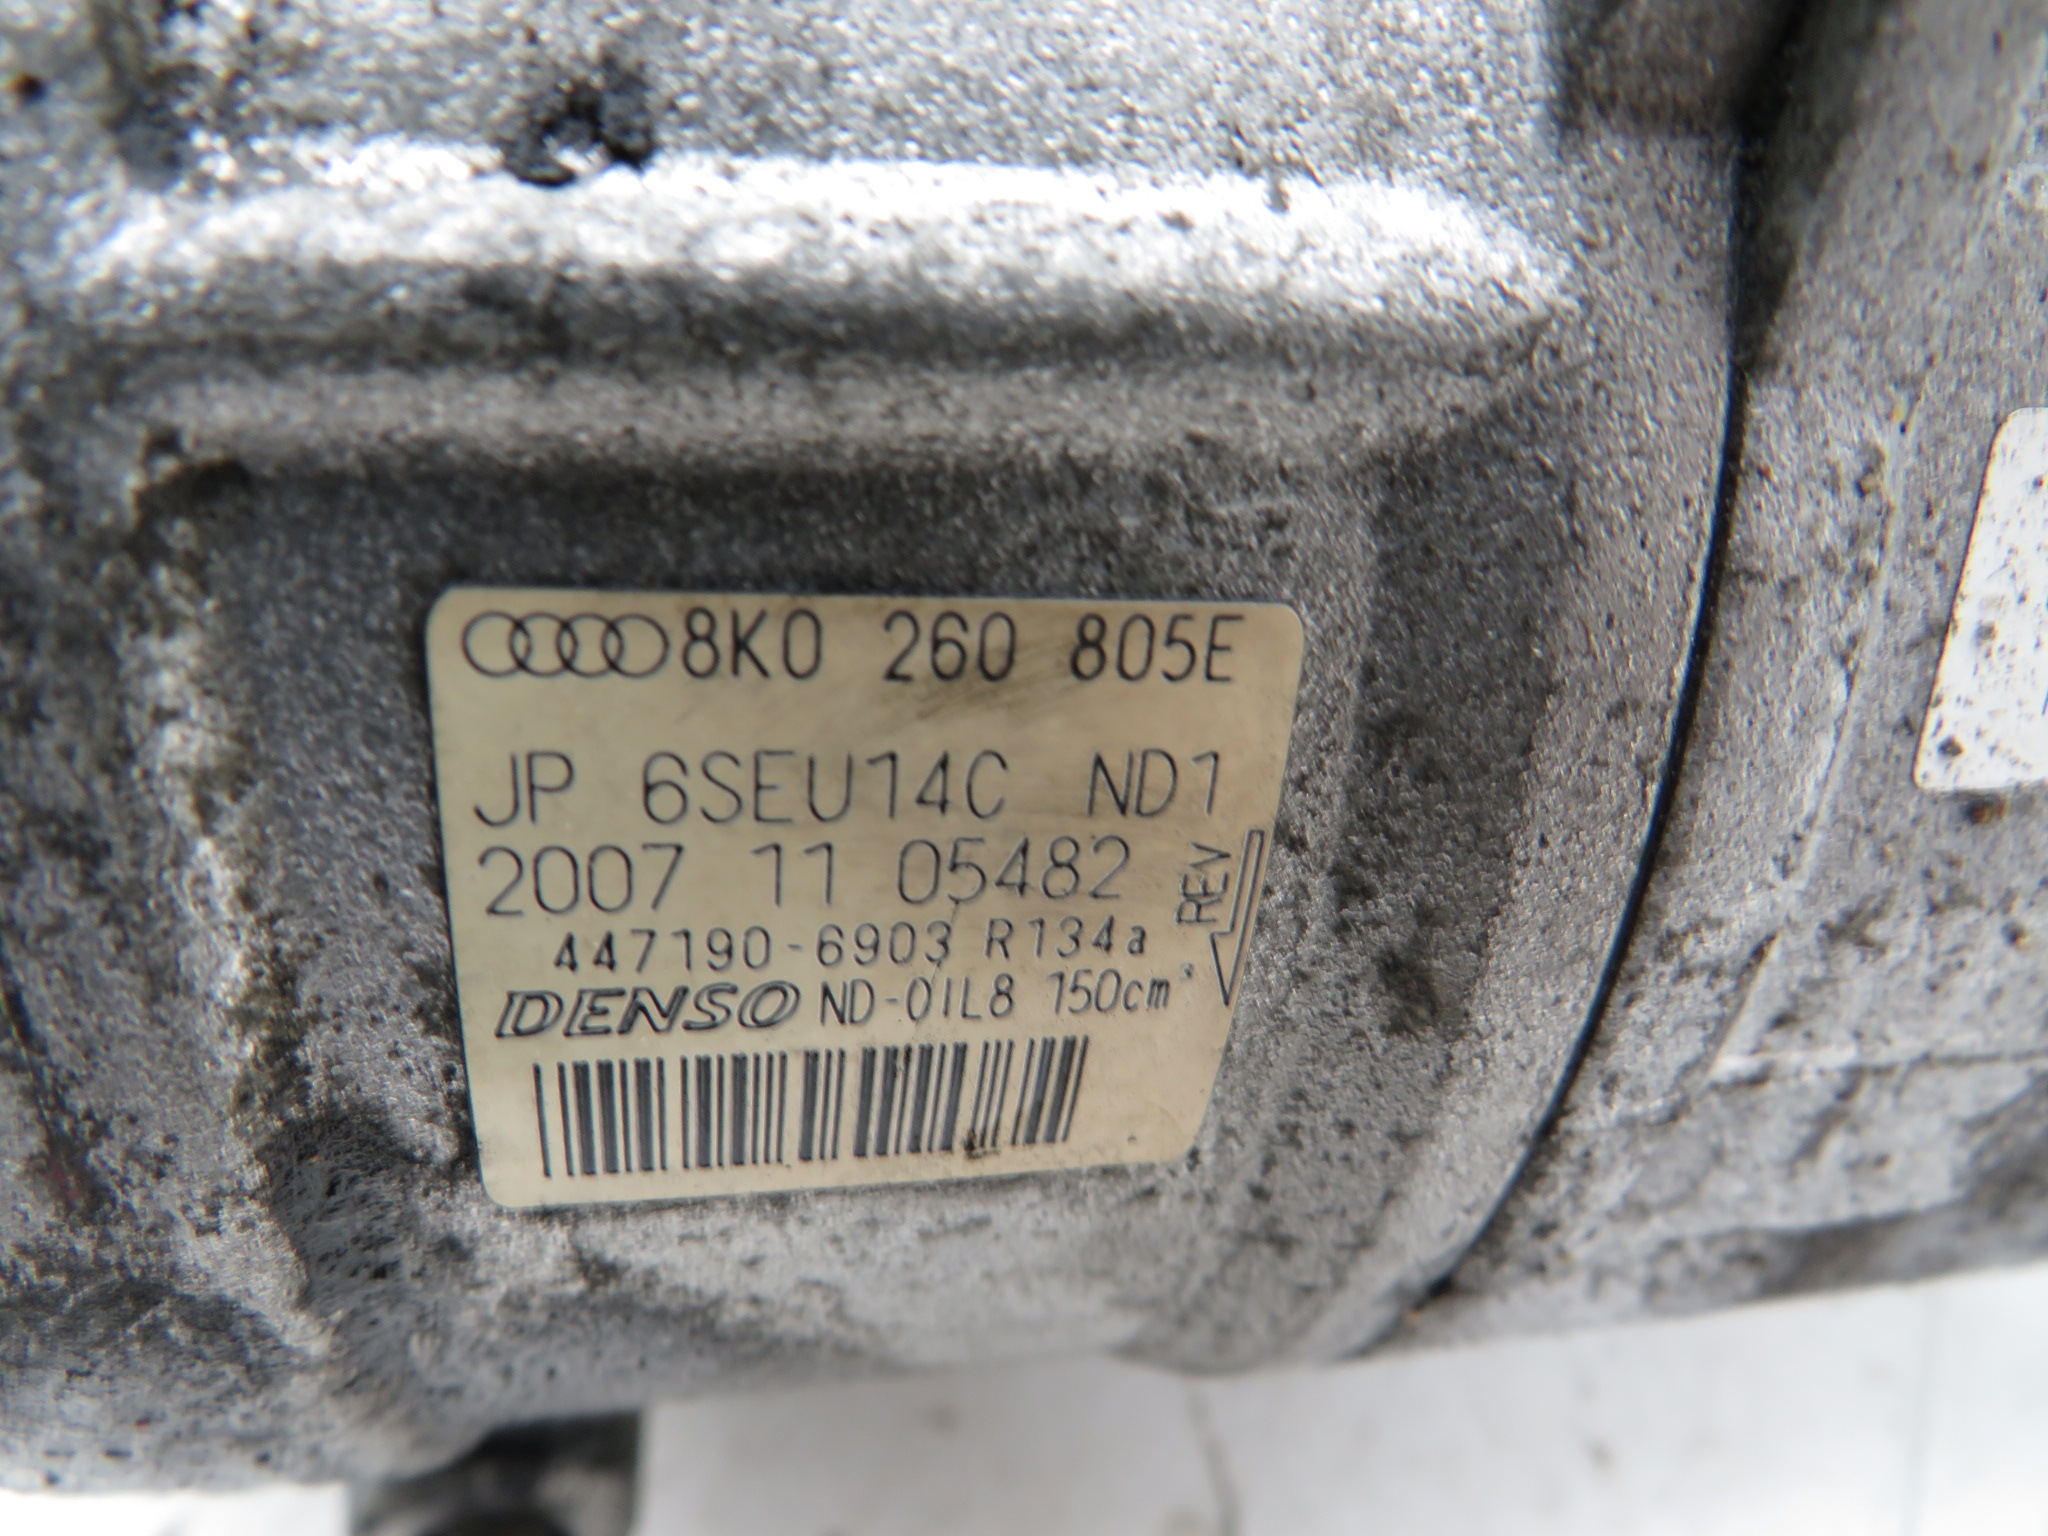 8K0 260 805E
JP 6SEU14C ND1
2007 11 05482
REV
447190-6903 R134a
DENSO ND-OIL8 150cm³